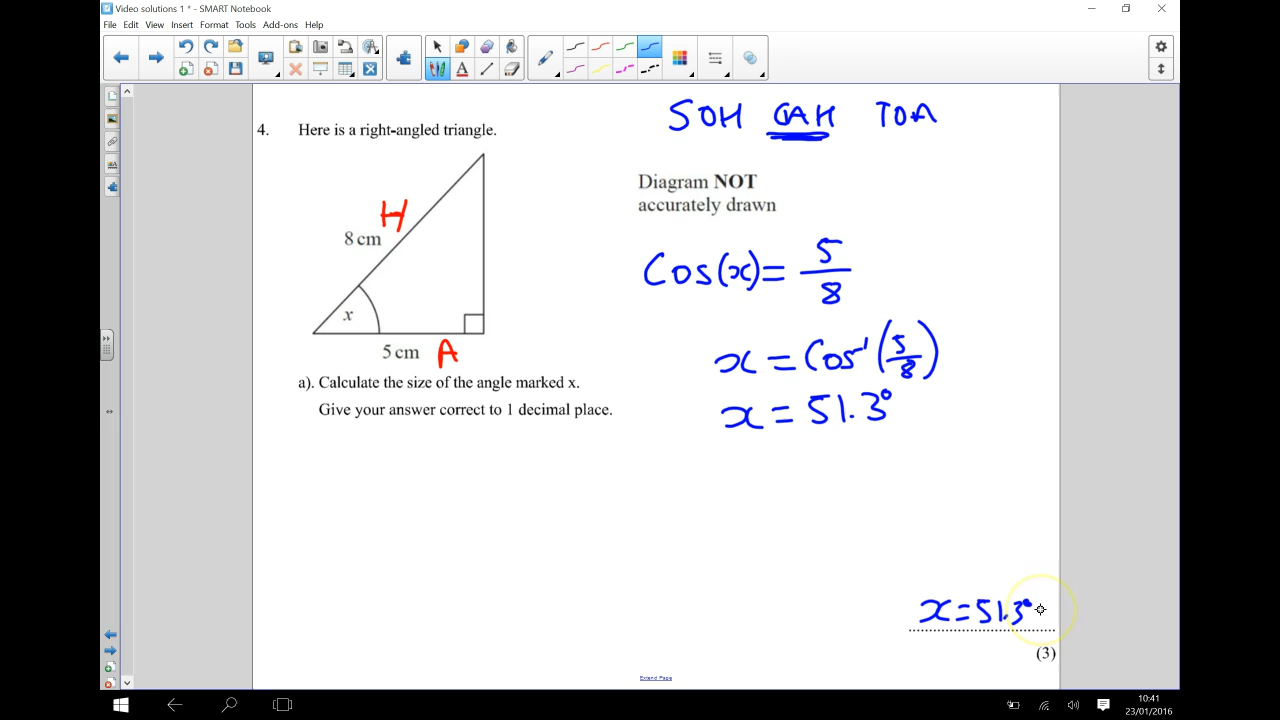 Video solutions 1 * - SMART Notebook
File Edit View Insert Format Tools Add-ons Help
SOH CAH TOA
4. Here is a right-angled triangle.
Diagram NOT
accurately drawn
H
8 cm
Cos(x) = 5/8
x
5 cm A
x = Cos⁻¹(5/8)
a). Calculate the size of the angle marked x.
x = 51.3°
Give your answer correct to 1 decimal place.
x = 51.3°
(3)
Extend Page
10:41
23/01/2016